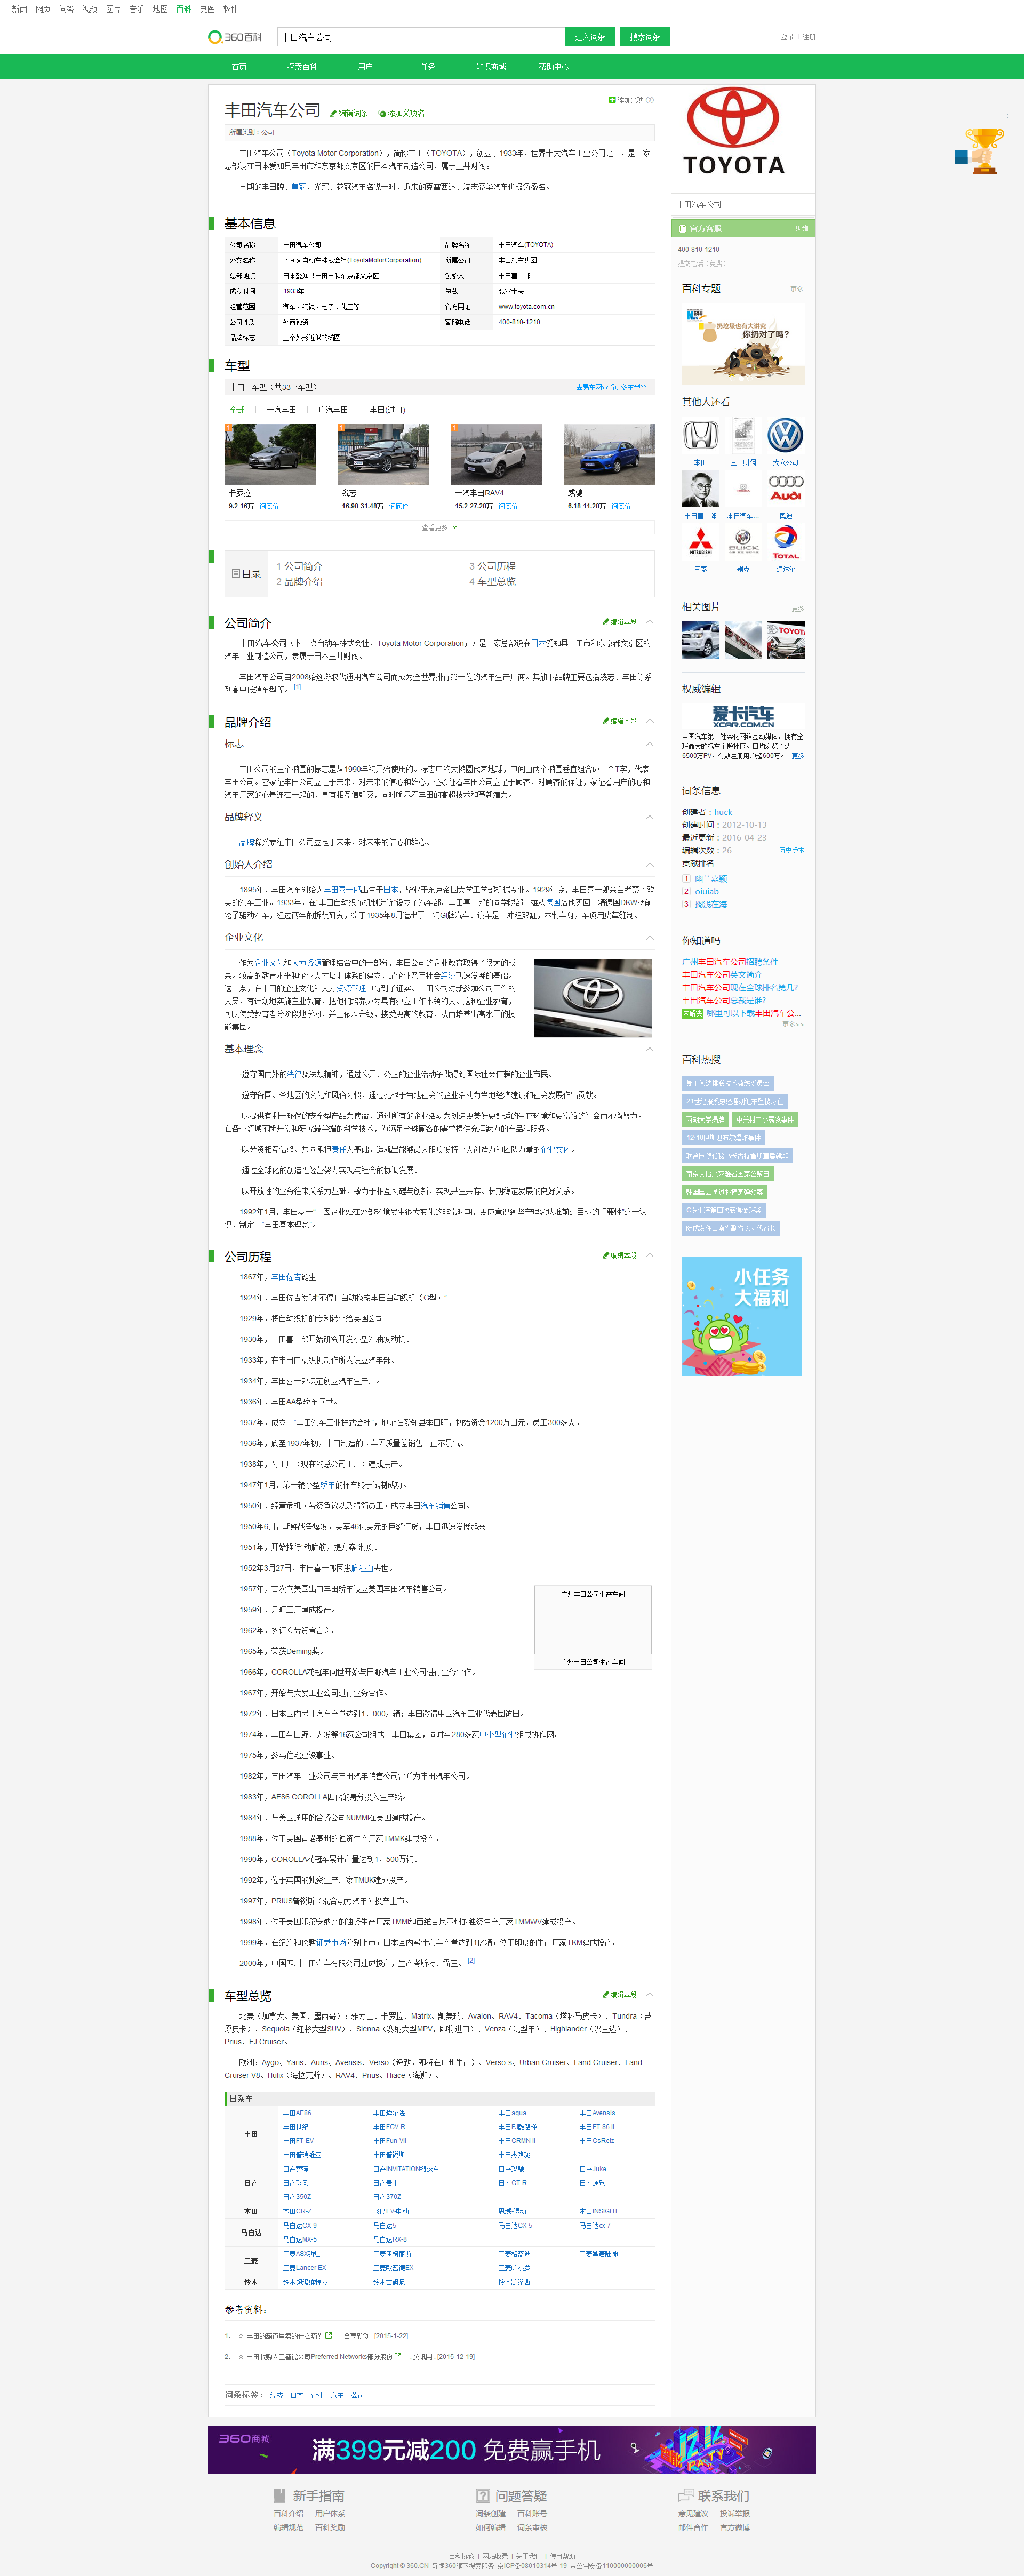 新闻 网页 问答 视频 图片 音乐 地图 百科 良医 软件
360百科
丰田汽车公司
进入词条 搜索词条
登录 注册
首页 探索百科 用户 任务 知识商城 帮助中心
添加义项
丰田汽车公司 编辑词条 添加义项名
所属类别：公司
丰田汽车公司（Toyota Motor Corporation），简称丰田（TOYOTA），创立于1933年，世界十大汽车工业公司之一，是一家
总部设在日本爱知县丰田市和东京都文京区的日本汽车制造公司，属于三井财阀。
早期的丰田牌、皇冠、光冠、花冠汽车名噪一时，近来的克雷西达、凌志豪华汽车也极负盛名。
基本信息
公司名称 丰田汽车公司 品牌名称 丰田汽车(TOYOTA)
外文名称 トヨタ自动车株式会社(ToyotaMotorCorporation) 所属公司 丰田汽车集团
总部地点 日本爱知县丰田市和东京都文京区 创始人 丰田喜一郎
成立时间 1933年 总裁 张富士夫
经营范围 汽车、钢铁、电子、化工等 官方网址 www.toyota.com.cn
公司性质 外商独资 客服电话 400-810-1210
品牌标志 三个外形近似的椭圆
车型
丰田－车型（共33个车型） 去易车网查看更多车型>>
全部 一汽丰田 广汽丰田 丰田(进口)
卡罗拉 锐志 一汽丰田RAV4 威驰
9.2-16万 询底价 16.98-31.48万 询底价 15.2-27.28万 询底价 6.18-11.28万 询底价
查看更多
目录
1 公司简介 3 公司历程
2 品牌介绍 4 车型总览
公司简介 编辑本段
丰田汽车公司（トヨタ自动车株式会社，Toyota Motor Corporation；）是一家总部设在日本爱知县丰田市和东京都文京区的
汽车工业制造公司，隶属于日本三井财阀。
丰田汽车公司自2008始逐渐取代通用汽车公司而成为全世界排行第一位的汽车生产厂商。其旗下品牌主要包括凌志、丰田等系
列高中低端车型等。[1]
品牌介绍 编辑本段
标志
丰田公司的三个椭圆的标志是从1990年初开始使用的。标志中的大椭圆代表地球，中间由两个椭圆垂直组合成一个T字，代表
丰田公司。它象征丰田公司立足于未来，对未来的信心和雄心，还象征着丰田公司立足于顾客，对顾客的保证，象征着用户的心和
汽车厂家的心是连在一起的，具有相互信赖感，同时喻示着丰田的高超技术和革新潜力。
品牌释义
品牌释义象征丰田公司立足于未来，对未来的信心和雄心。
创始人介绍
1895年，丰田汽车创始人丰田喜一郎出生于日本，毕业于东京帝国大学工学部机械专业。1929年底，丰田喜一郎亲自考察了欧
美的汽车工业。1933年，在“丰田自动织布机制造所”设立了汽车部。丰田喜一郎的同学隈部一雄从德国给他买回一辆德国DKW牌前
轮子驱动汽车，经过两年的拆装研究，终于1935年8月造出了一辆GI牌汽车。该车是二冲程双缸，木制车身，车顶用皮革缝制。
企业文化
作为企业文化和人力资源管理结合中的一部分，丰田公司的企业教育取得了很大的成
果。较高的教育水平和企业人才培训体系的建立，是企业乃至社会经济飞速发展的基础。
这一点，在丰田的企业文化和人力资源管理中得到了证实。丰田公司对新参加公司工作的
人员，有计划地实施企业教育，把他们培养成为具有独立工作本领的人。这种企业教育，
可以使受教育者分阶段地学习，并且依次升级，接受更高的教育，从而培养出高水平的技
能集团。
基本理念
·遵守国内外的法律及法规精神，通过公开、公正的企业活动争做得到国际社会信赖的企业市民。
·遵守各国、各地区的文化和风俗习惯，通过扎根于当地社会的企业活动为当地经济建设和社会发展作出贡献。
·以提供有利于环保的安全型产品为使命，通过所有的企业活动为创造更美好更舒适的生存环境和更富裕的社会而不懈努力。·
在各个领域不断开发和研究最尖端的科学技术，为满足全球顾客的需求提供充满魅力的产品和服务。
·以劳资相互信赖、共同承担责任为基础，造就出能够最大限度发挥个人创造力和团队力量的企业文化。
·通过全球化的创造性经营努力实现与社会的协调发展。
·以开放性的业务往来关系为基础，致力于相互切磋与创新，实现共生共存、长期稳定发展的良好关系。
1992年1月，丰田基于“正因企业处在外部环境发生很大变化的非常时期，更应意识到坚守理念认准前进目标的重要性”这一认
识，制定了“丰田基本理念”。
公司历程 编辑本段
1867年，丰田佐吉诞生
1924年，丰田佐吉发明“不停止自动换梭丰田自动织机（G型）”
1929年，将自动织机的专利转让给英国公司
1930年，丰田喜一郎开始研究开发小型汽油发动机。
1933年，在丰田自动织机制作所内设立汽车部。
1934年，丰田喜一郎决定创立汽车生产厂。
1936年，丰田AA型轿车问世。
1937年，成立了“丰田汽车工业株式会社”，地址在爱知县举田町，初始资金1200万日元，员工300多人。
1936年，底至1937年初，丰田制造的卡车因质量差销售一直不景气。
1938年，母工厂（现在的总公司工厂）建成投产。
1947年1月，第一辆小型轿车的样车终于试制成功。
1950年，经营危机（劳资争议以及精简员工）成立丰田汽车销售公司。
1950年6月，朝鲜战争爆发，美军46亿美元的巨额订货，丰田迅速发展起来。
1951年，开始推行“动脑筋，提方案”制度。
1952年3月27日，丰田喜一郎因患脑溢血去世。
1957年，首次向美国出口丰田轿车设立美国丰田汽车销售公司。
1959年，元町工厂建成投产。
1962年，签订《劳资宣言》。
1965年，荣获Deming奖。
1966年，COROLLA花冠车问世开始与日野汽车工业公司进行业务合作。
1967年，开始与大发工业公司进行业务合作。
1972年，日本国内累计汽车产量达到1，000万辆；丰田邀请中国汽车工业代表团访日。
1974年，丰田与日野、大发等16家公司组成了丰田集团，同时与280多家中小型企业组成协作网。
1975年，参与住宅建设事业。
1982年，丰田汽车工业公司与丰田汽车销售公司合并为丰田汽车公司。
1983年，AE86 COROLLA四代的身分投入生产线。
1984年，与美国通用的合资公司NUMMI在美国建成投产。
1988年，位于美国肯塔基州的独资生产厂家TMMK建成投产。
1990年，COROLLA花冠车累计产量达到1，500万辆。
1992年，位于英国的独资生产厂家TMUK建成投产。
1997年，PRIUS普锐斯（混合动力汽车）投产上市。
1998年，位于美国印第安纳州的独资生产厂家TMMI和西维吉尼亚州的独资生产厂家TMMWV建成投产。
1999年，在纽约和伦敦证券市场分别上市；日本国内累计汽车产量达到1亿辆；位于印度的生产厂家TKM建成投产。
2000年，中国四川丰田汽车有限公司建成投产，生产考斯特、霸王。[2]
广州丰田公司生产车间
广州丰田公司生产车间
车型总览 编辑本段
北美（加拿大、美国、墨西哥）：雅力士、卡罗拉、Matrix、凯美瑞、Avalon、RAV4、Tacoma（塔科马皮卡）、Tundra（苔
原皮卡）、Sequoia（红杉大型SUV）、Sienna（赛纳大型MPV，即将进口）、Venza（混型车）、Highlander（汉兰达）、
Prius、FJ Cruiser。
欧洲：Aygo、Yaris、Auris、Avensis、Verso（逸致，即将在广州生产）、Verso-s、Urban Cruiser、Land Cruiser、Land
Cruiser V8、Hulix（海拉克斯）、RAV4、Prius、Hiace（海狮）。
日系车
丰田
丰田AE86 丰田埃尔法 丰田aqua 丰田Avensis
丰田世纪 丰田FCV-R 丰田FJ酷路泽 丰田FT-86 II
丰田FT-EV 丰田Fun-Vii 丰田GRMN II 丰田GsReiz
丰田普瑞维亚 丰田普锐斯 丰田杰路驰
日产
日产碧莲 日产INVITATION概念车 日产玛驰 日产Juke
日产聆风 日产贵士 日产GT-R 日产途乐
日产350Z 日产370Z
本田 本田CR-Z 飞度EV-电动 思域-混动 本田INSIGHT
马自达
马自达CX-9 马自达5 马自达CX-5 马自达cx-7
马自达MX-5 马自达RX-8
三菱
三菱ASX劲炫 三菱伊柯丽斯 三菱格蓝迪 三菱翼豪陆神
三菱Lancer EX 三菱欧蓝德EX 三菱帕杰罗
铃木 铃木超级维特拉 铃木吉姆尼 铃木凯泽西
参考资料：
1. 丰田的葫芦里卖的什么药? . 合享新创 . [2015-1-22]
2. 丰田收购人工智能公司Preferred Networks部分股份 . 腾讯网 . [2015-12-19]
词条标签： 经济 日本 企业 汽车 公司
TOYOTA
丰田汽车公司
官方客服 纠错
400-810-1210
提交电话（免费）
百科专题 更多
扔垃圾也有大讲究
你扔对了吗？
其他人还看
本田 三井财阀 大众公司
丰田喜一郎 本田汽车... 奥迪
三菱 别克 道达尔
相关图片 更多
权威编辑
爱卡汽车
XCAR.COM.CN
中国汽车第一社会化网络互动媒体，拥有全
球最大的汽车主题社区。日均浏览量达
6500万PV，有效注册用户超600万。 更多
词条信息
创建者：huck
创建时间：2012-10-13
最近更新：2016-04-23
编辑次数：26 历史版本
贡献排名
1 幽兰嘉颖
2 oiuiab
3 搁浅在海
你知道吗
广州丰田汽车公司招聘条件
丰田汽车公司英文简介
丰田汽车公司现在全球排名第几?
丰田汽车公司总裁是谁?
未解决 哪里可以下载丰田汽车公...
更多>>
百科热搜
西湖大学揭牌
韩国国会通过朴槿惠弹劾案
C罗生涯第四次获得金球奖
阮成发任云南省副省长、代省长
小任务
大福利
360商城
满399元减200 免费赢手机
新手指南 问题答疑 联系我们
百科介绍 用户体系 词条创建 百科账号 意见建议 投诉举报
编辑规范 百科奖励 如何编辑 词条审核 邮件合作 官方微博
百科协议 | 网站收录 | 关于我们 | 使用帮助
Copyright © 360.CN 奇虎360旗下搜索服务 京ICP备08010314号-19 京公网安备110000000006号